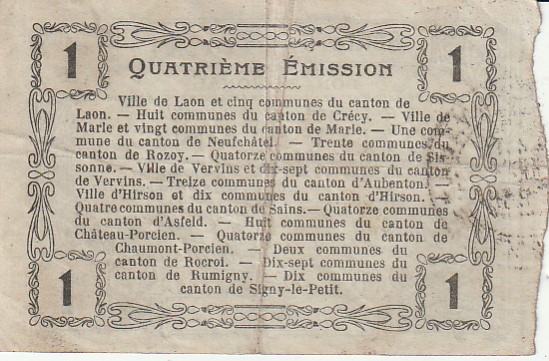 1 1
QUATRIÈME ÉMISSION
Ville de Laon et cinq communes du canton de
Laon. — Huit communes du canton de Crécy. — Ville de
Marle et vingt communes du canton de Marle. — Une com-
mune du canton de Neufchâtel. — Trente communes du
canton de Rozoy. — Quatorze communes du canton de Sis-
sonne. — Ville de Vervins et dix-sept communes du canton
de Vervins. — Treize communes du canton d'Aubenton. —
Ville d'Hirson et dix communes du canton d'Hirson. —
Quatre communes du canton de Sains. — Quatorze communes
du canton d'Asfeld. — Huit communes du canton de
Château-Porcien. — Quatorze communes du canton de
Chaumont-Porcien. — Deux communes du canton
de Rocroi. — Dix-sept communes du
canton de Rumigny. — Dix communes du
canton de Signy-le-Petit.
1 1